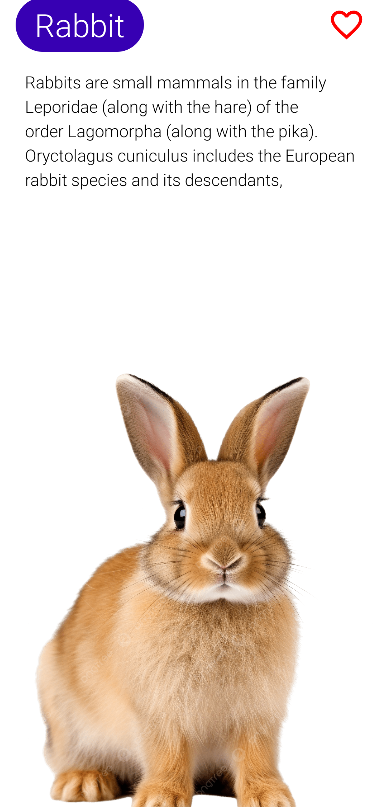 Rabbit
Rabbits are small mammals in the family
Leporidae (along with the hare) of the
order Lagomorpha (along with the pika).
Oryctolagus cuniculus includes the European
rabbit species and its descendants,